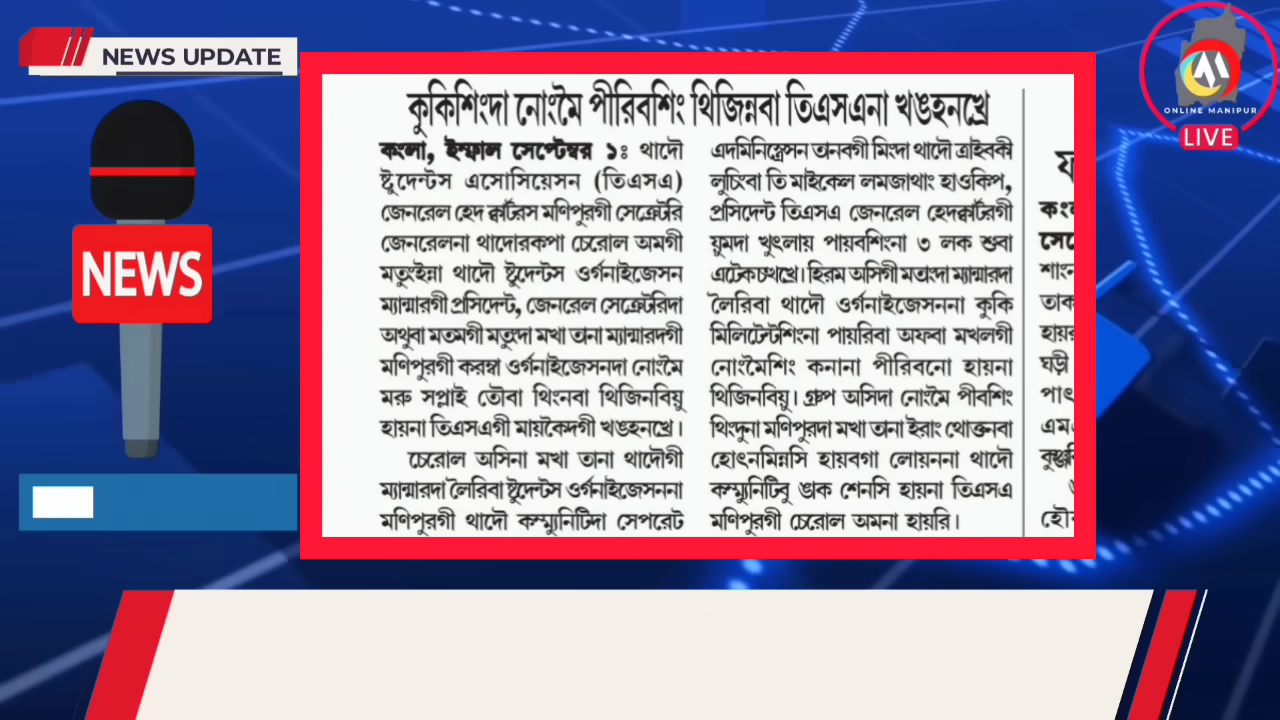 NEWS UPDATE
ONLINE MANIPUR
LIVE
NEWS
কুকিশিংদা নোংমৈ পীরিবশিং থিজিন্নবা তিএসএনা খঙহনখ্রে
কংলা, ইম্ফাল সেপ্টেম্বর ১ঃ থাদৌ
ষ্টুদেন্টস এসোসিয়েসন (তিএসএ)
জেনরেল হেদ ক্বার্টরস মণিপুরগী সেক্রেটরি
জেনরেলনা থাদোরকপা চেরোল অমগী
মতুংইন্না থাদৌ ষ্টুদেন্টস ওর্গনাইজেসন
ম্যান্মারগী প্রসিদেন্ট, জেনরেল সেক্রেটরিদা
অথুবা মতমগী মতুংদা মখা তানা ম্যান্মারদগী
মণিপুরগী করম্বা ওর্গনাইজেসনদা নোংমৈ
মরু সপ্লাই তৌবা থিংনবা থিজিনবিয়ু
হায়না তিএসএগী মায়কৈদগী খঙহনখ্রে।
চেরোল অসিনা মখা তানা থাদৌগী
ম্যান্মারদা লৈরিবা ষ্টুদেন্টস ওর্গনাইজেসননা
মণিপুরগী থাদৌ কম্ম্যুনিটিদা সেপরেট
এদমিনিস্ত্রেসন তানবগী মিংদা থাদৌ ত্রাইবকী
লুচিংবা তি মাইকেল লমজাথাং হাওকিপ,
প্রসিদেন্ট তিএসএ জেনরেল হেদক্বার্টরগী
য়ুমদা খুৎলায় পায়বশিংনা ৩ লক শুবা
এটেক চৎথখ্রে। হিরম অসিগী মতাংদা ম্যান্মারদা
লৈরিবা থাদৌ ওর্গনাইজেসননা কুকি
মিলিটেন্টশিংনা পায়রিবা অফবা মখলগী
নোংমৈশিং কনানা পীরিবনো হায়না
থিজিনবিয়ু। গ্রুপ অসিদা নোংমৈ পীবশিং
থিংদুনা মণিপুরদা মখা তানা ইরাং থোক্তনবা
হোৎনমিন্নসি হায়বগা লোয়ননা থাদৌ
কম্ম্যুনিটিবু ঙাক শেনসি হায়না তিএসএ
মণিপুরগী চেরোল অমনা হায়রি।
সেপ্টে
তাক
হায়
ঘড়ী
পাৎ
এম
হৌ